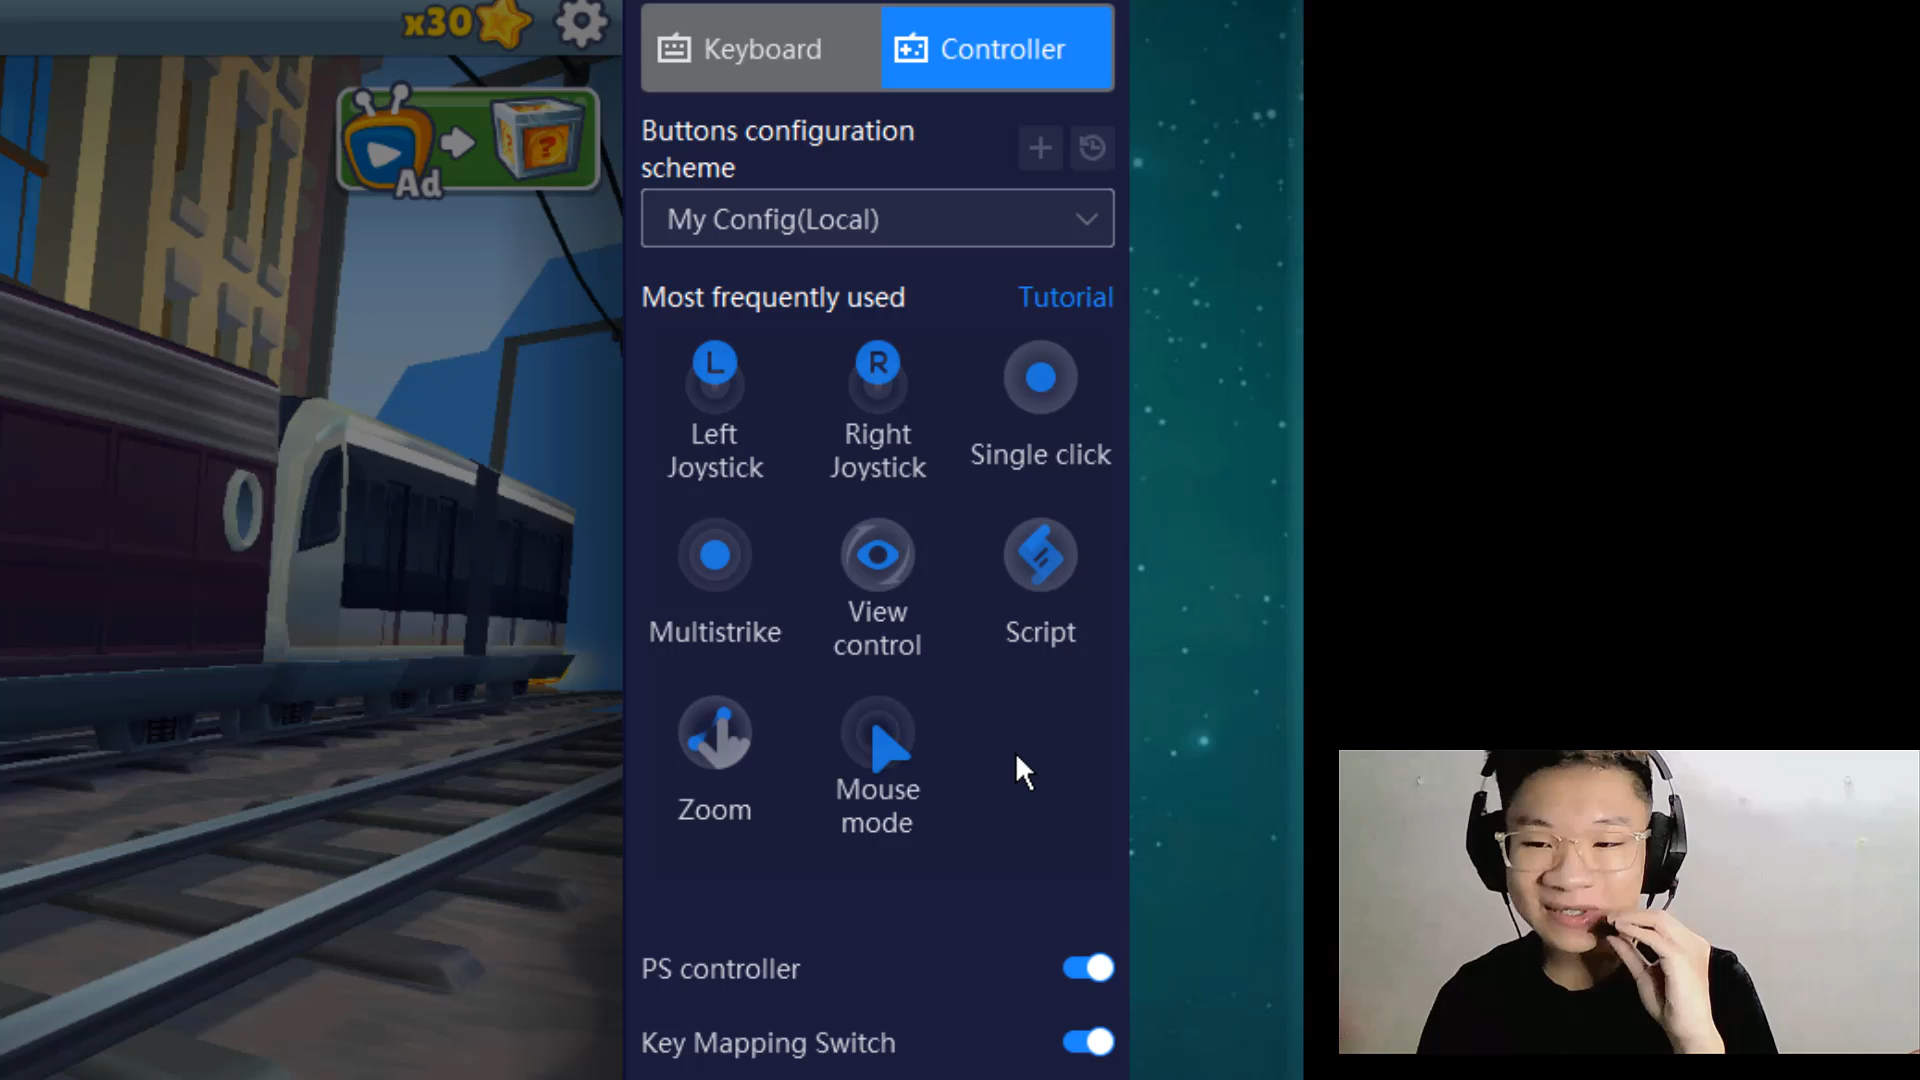 x30
Ad
Keyboard
Controller
Buttons configuration
scheme
My Config(Local)
Most frequently used
Tutorial
L
R
Left
Joystick
Right
Joystick
Single click
Multistrike
View
control
Script
Zoom
Mouse
mode
PS controller
Key Mapping Switch